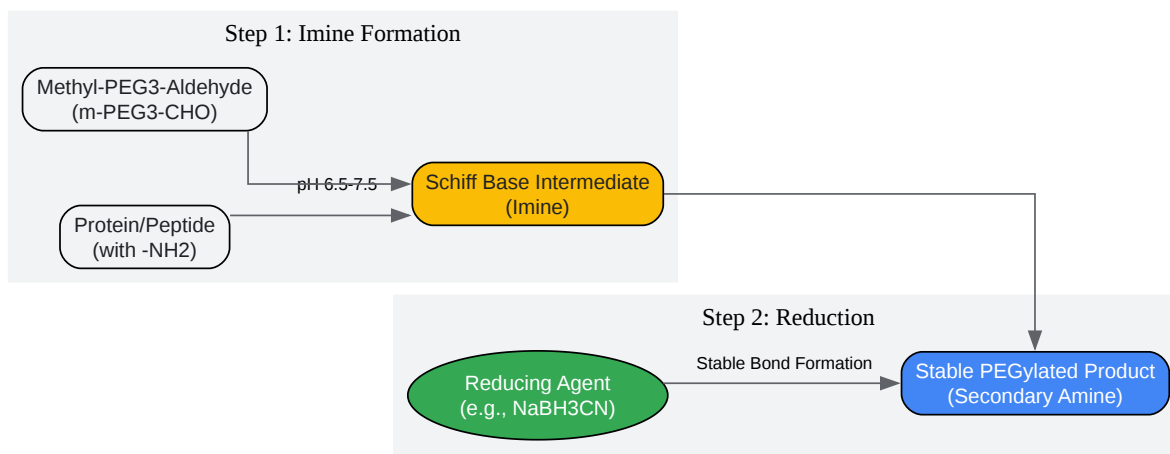 Step 1: Imine Formation
Methyl-PEG3-Aldehyde
(m-PEG3-CHO)
pH 6.5-7.5
Schiff Base Intermediate
(Imine)
Protein/Peptide
(with -NH2)
Step 2: Reduction
Reducing Agent
(e.g., NaBH3CN)
Stable Bond Formation
Stable PEGylated Product
(Secondary Amine)